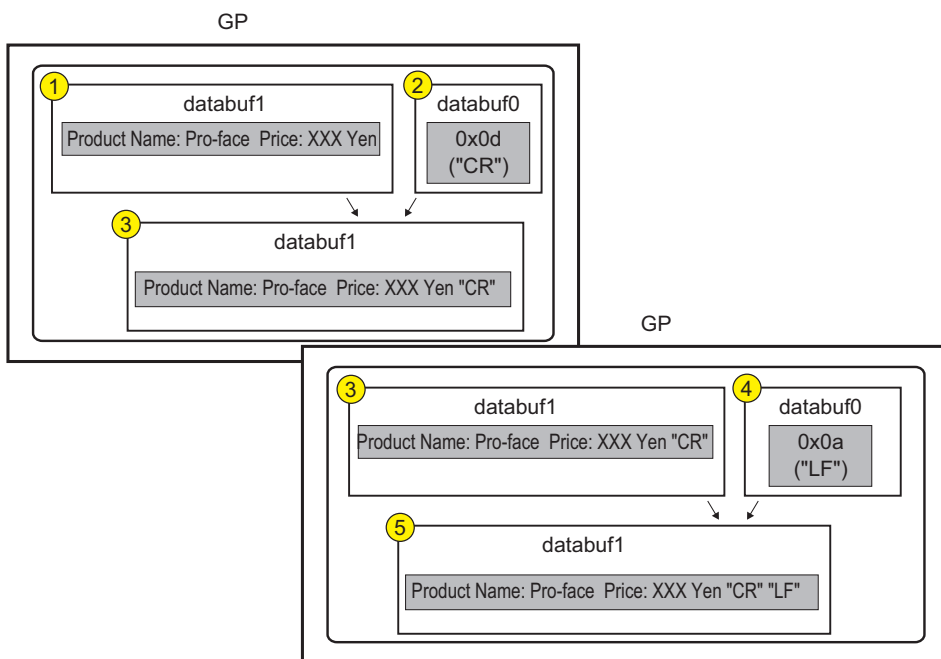 GP
1
databuf1
Product Name: Pro-face  Price: XXX Yen
2
databuf0
0x0d
("CR")
3
databuf1
Product Name: Pro-face  Price: XXX Yen "CR"
GP
3
databuf1
Product Name: Pro-face  Price: XXX Yen "CR"
4
databuf0
0x0a
("LF")
5
databuf1
Product Name: Pro-face  Price: XXX Yen "CR" "LF"